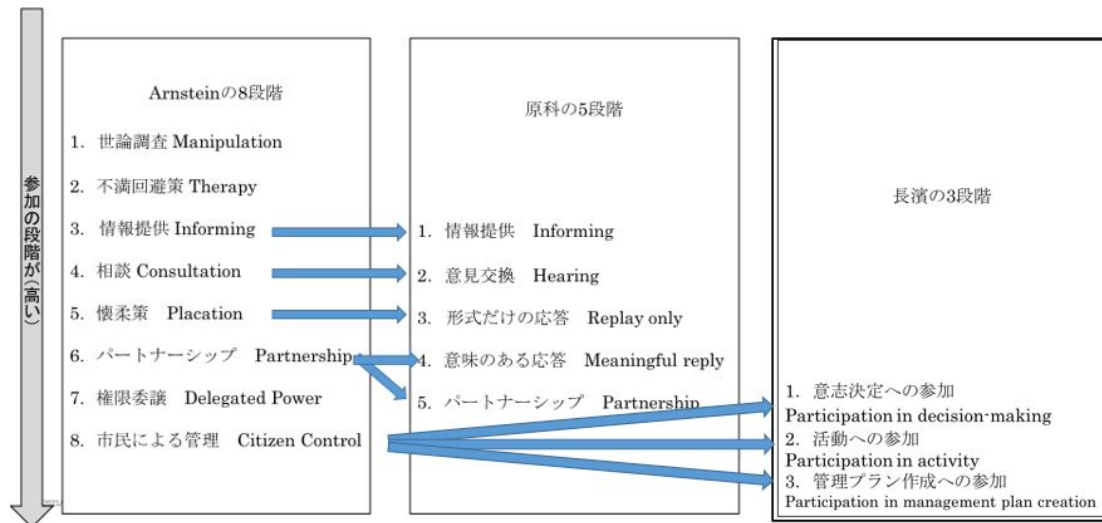 参加の段階が（高い）
Arnsteinの8段階
1. 世論調査 Manipulation
2. 不満回避策 Therapy
3. 情報提供 Informing
4. 相談 Consultation
5. 懐柔策 Placation
6. パートナーシップ Partnership
7. 権限委譲 Delegated Power
8. 市民による管理 Citizen Control
原科の5段階
1. 情報提供 Informing
2. 意見交換 Hearing
3. 形式だけの応答 Replay only
4. 意味のある応答 Meaningful reply
5. パートナーシップ Partnership
長濱の3段階
1. 意志決定への参加
Participation in decision-making
2. 活動への参加
Participation in activity
3. 管理プラン作成への参加
Participation in management plan creation